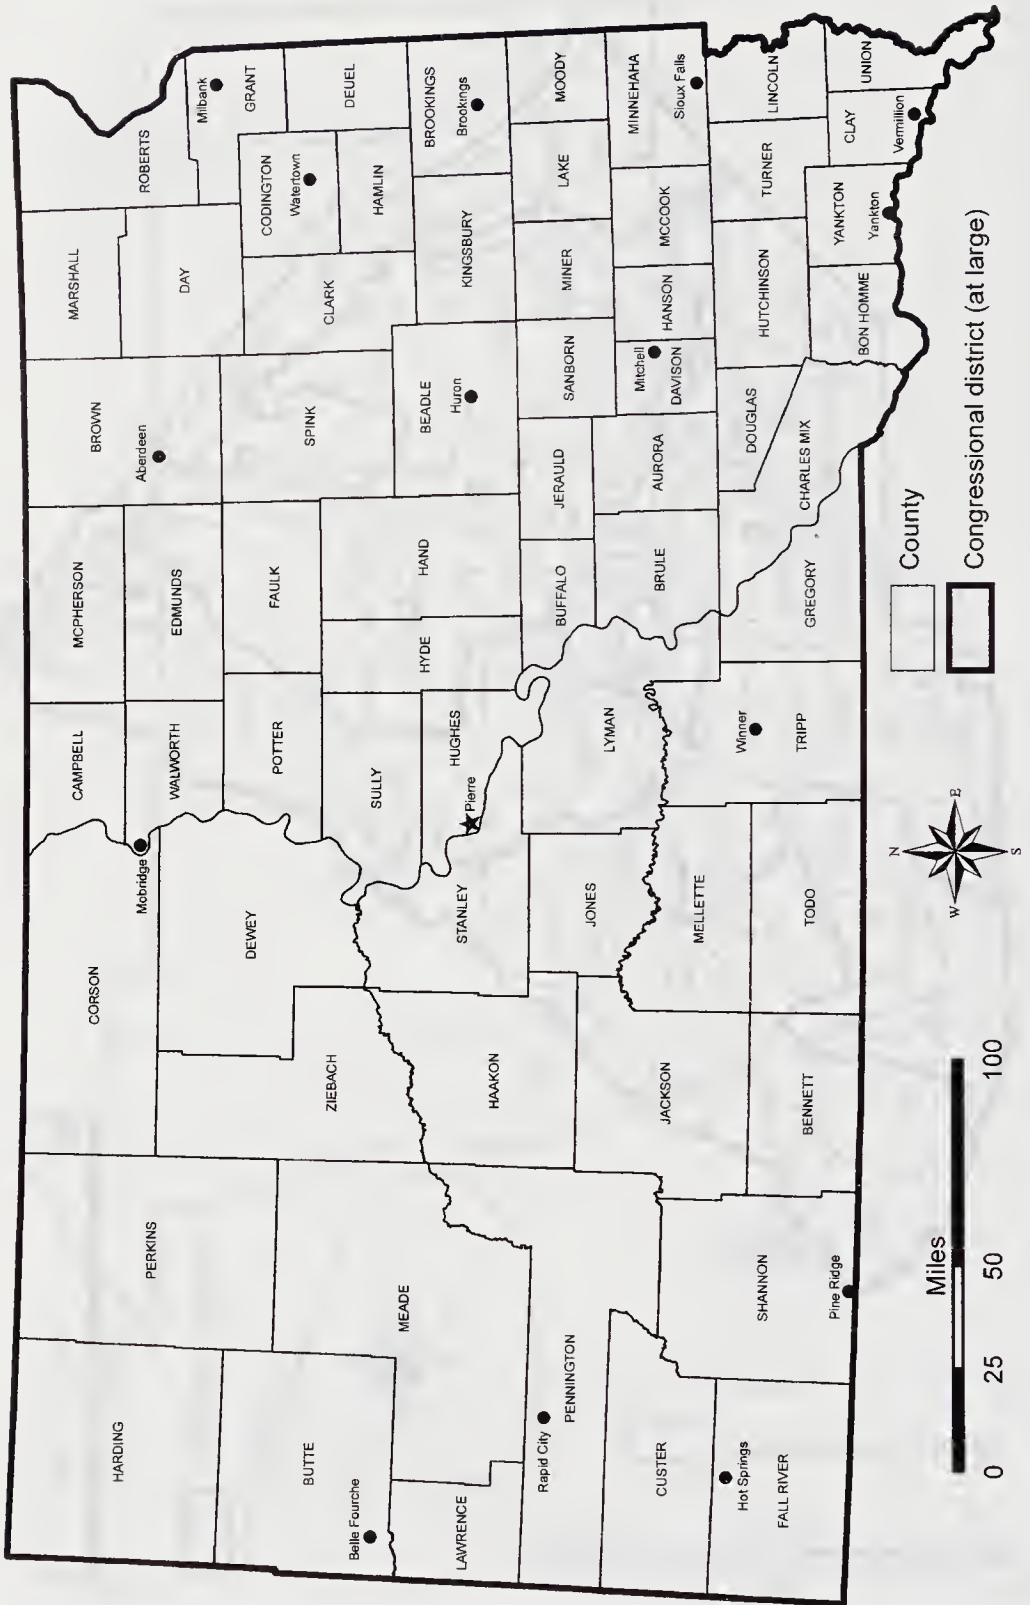 HARDING
PERKINS
CORSON
CAMPBELL
MCPHERSON
BROWN
MARSHALL
ROBERTS
Mobridge
WALWORTH
EDMUNDS
Aberdeen
DAY
Milbank
GRANT
BUTTE
Belle Fourche
ZIEBACH
DEWEY
POTTER
FAULK
SPINK
CLARK
CODINGTON
Watertown
DEUEL
HAMLIN
MEADE
LAWRENCE
HAAKON
STANLEY
SULLY
HUGHES
Pierre
HYDE
HAND
BEADLE
Huron
KINGSBURY
BROOKINGS
Brookings
Rapid City
PENNINGTON
JACKSON
JONES
LYMAN
BUFFALO
JERAULD
SANBORN
MINER
LAKE
MOODY
CUSTER
BRULE
AURORA
Mitchell
DAVISON
HANSON
MCCOOK
MINNEHAHA
Sioux Falls
Hot Springs
FALL RIVER
SHANNON
Pine Ridge
BENNETT
MELLETTE
TODD
Winner
TRIPP
GREGORY
CHARLES MIX
DOUGLAS
HUTCHINSON
TURNER
LINCOLN
BON HOMME
YANKTON
Yankton
CLAY
Vermillion
UNION
Miles
0 25 50 100
N
W
E
S
County
Congressional district (at large)